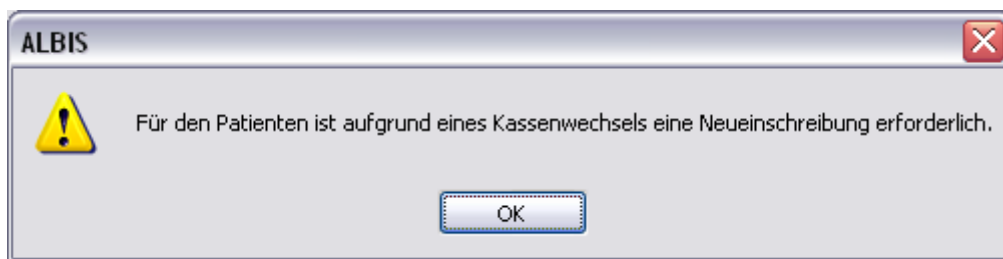 ALBIS
Für den Patienten ist aufgrund eines Kassenwechsels eine Neueinschreibung erforderlich.
OK